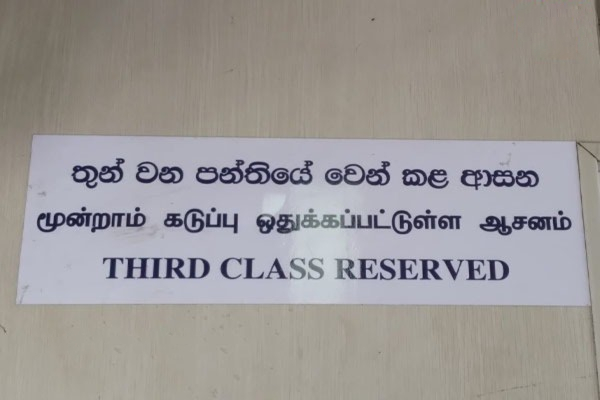 තුන් වන පන්තියේ වෙන් කළ ආසන
மூன்றாம் கடுப்பு ஒதுக்கப்பட்டுள்ள ஆசனம்
THIRD CLASS RESERVED